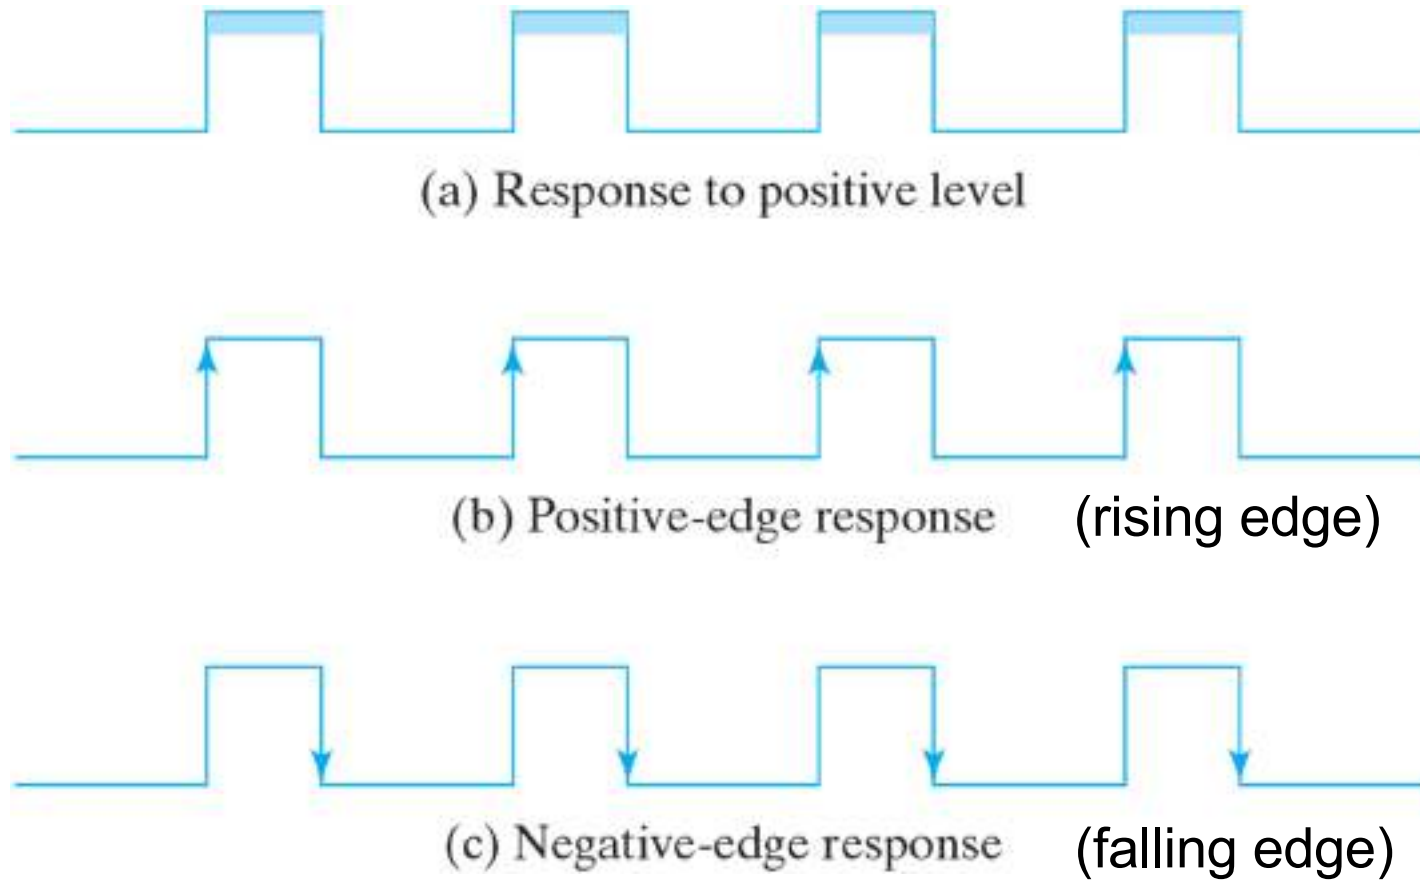 (a) Response to positive level
(b) Positive-edge response (rising edge)
(c) Negative-edge response (falling edge)